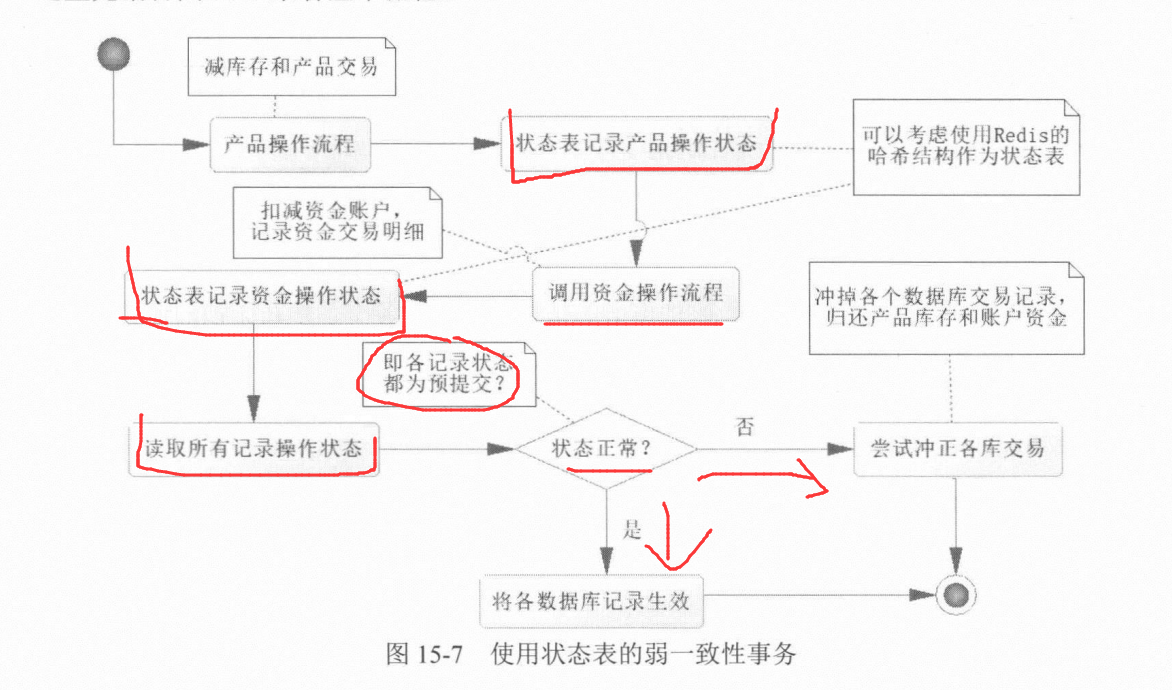 减库存和产品交易
产品操作流程
状态表记录产品操作状态
可以考虑使用Redis的
哈希结构作为状态表
扣减资金账户，
记录资金交易明细
状态表记录资金操作状态
调用资金操作流程
冲掉各个数据库交易记录，
归还产品库存和账户资金
即各记录状态
都为预提交？
读取所有记录操作状态
状态正常？
否
尝试冲正各库交易
是
将各数据库记录生效
图 15-7 使用状态表的弱一致性事务